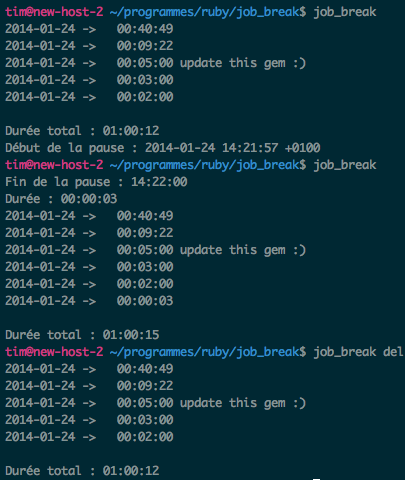 tim@new-host-2 ~/programmes/ruby/job_break$ job_break
2014-01-24 -> 00:40:49
2014-01-24 -> 00:09:22
2014-01-24 -> 00:05:00 update this gem :)
2014-01-24 -> 00:03:00
2014-01-24 -> 00:02:00
Durée total : 01:00:12
Début de la pause : 2014-01-24 14:21:57 +0100
tim@new-host-2 ~/programmes/ruby/job_break$ job_break
Fin de la pause : 14:22:00
Durée : 00:00:03
2014-01-24 -> 00:40:49
2014-01-24 -> 00:09:22
2014-01-24 -> 00:05:00 update this gem :)
2014-01-24 -> 00:03:00
2014-01-24 -> 00:02:00
2014-01-24 -> 00:00:03
Durée total : 01:00:15
tim@new-host-2 ~/programmes/ruby/job_break$ job_break del
2014-01-24 -> 00:40:49
2014-01-24 -> 00:09:22
2014-01-24 -> 00:05:00 update this gem :)
2014-01-24 -> 00:03:00
2014-01-24 -> 00:02:00
Durée total : 01:00:12